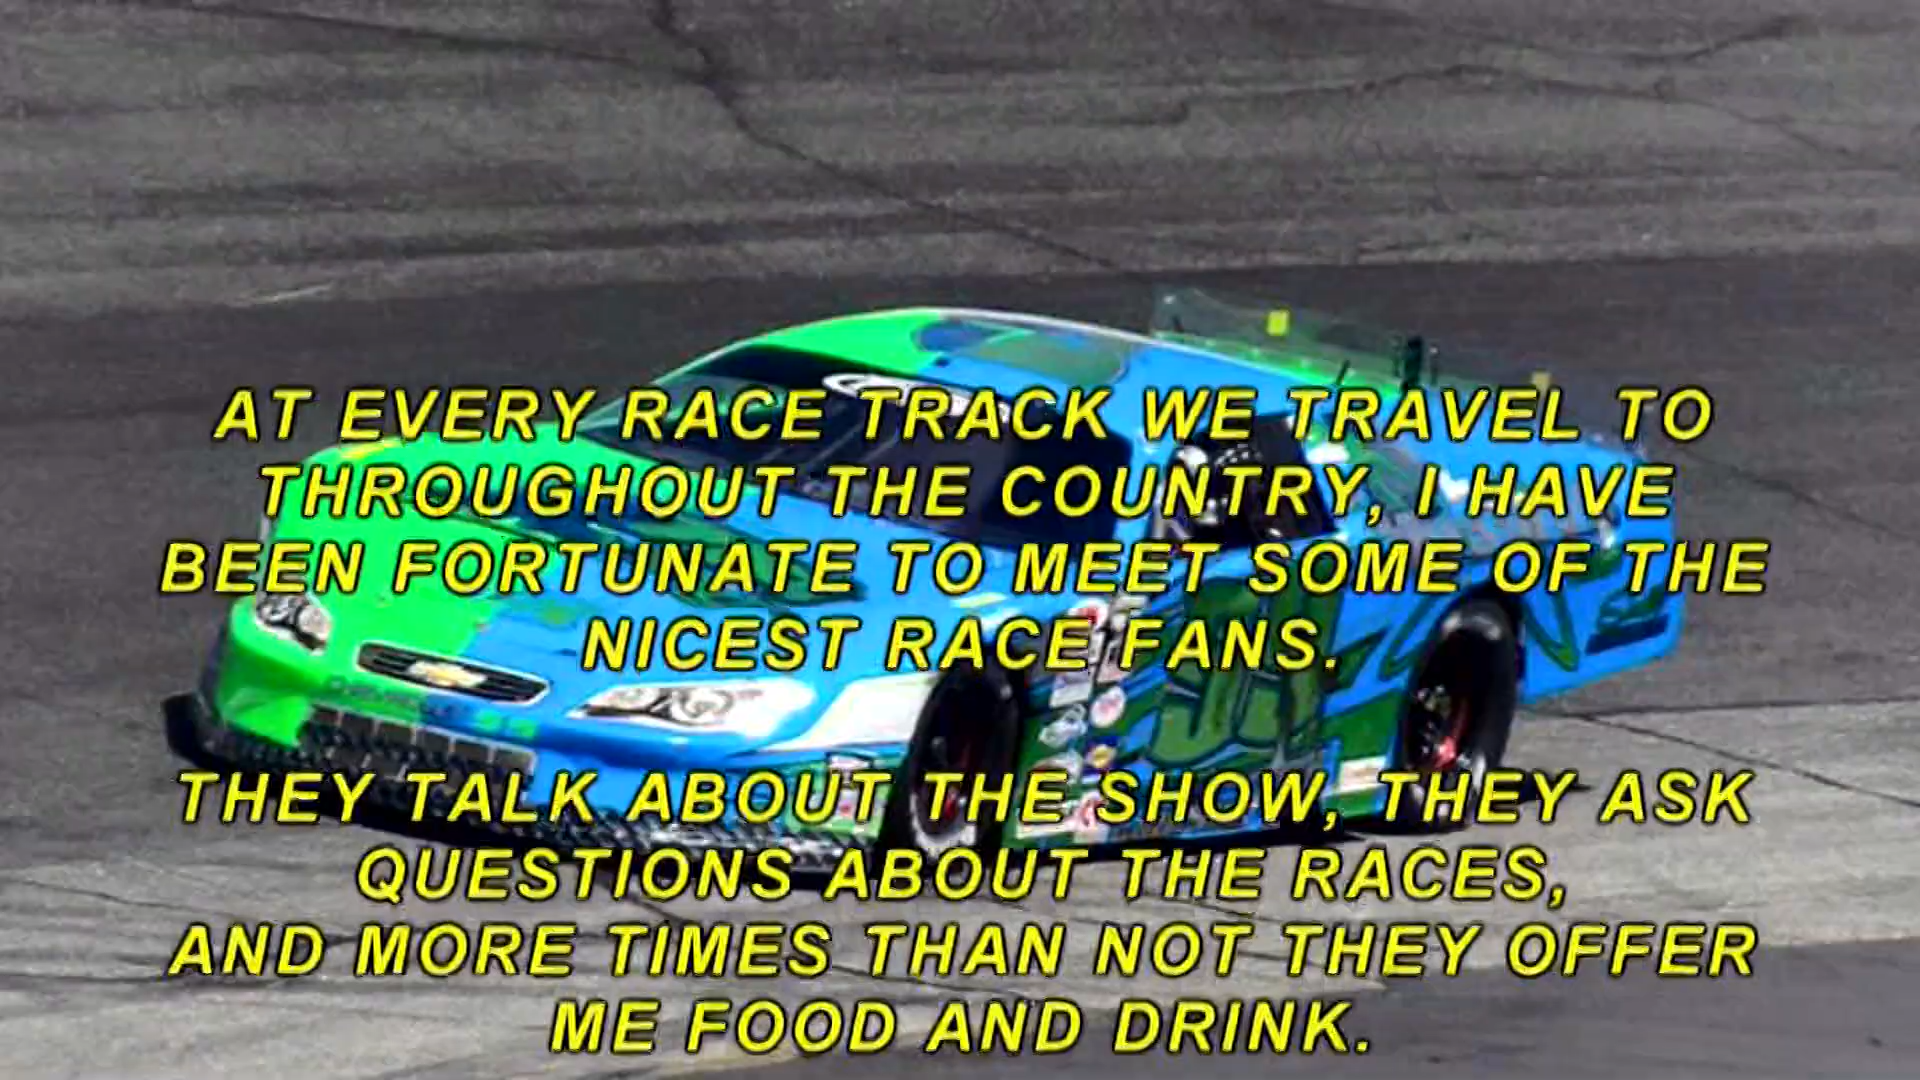 AT EVERY RACE TRACK WE TRAVEL TO
THROUGHOUT THE COUNTRY, I HAVE
BEEN FORTUNATE TO MEET SOME OF THE
NICEST RACE FANS.
THEY TALK ABOUT THE SHOW, THEY ASK
QUESTIONS ABOUT THE RACES,
AND MORE TIMES THAN NOT THEY OFFER
ME FOOD AND DRINK.